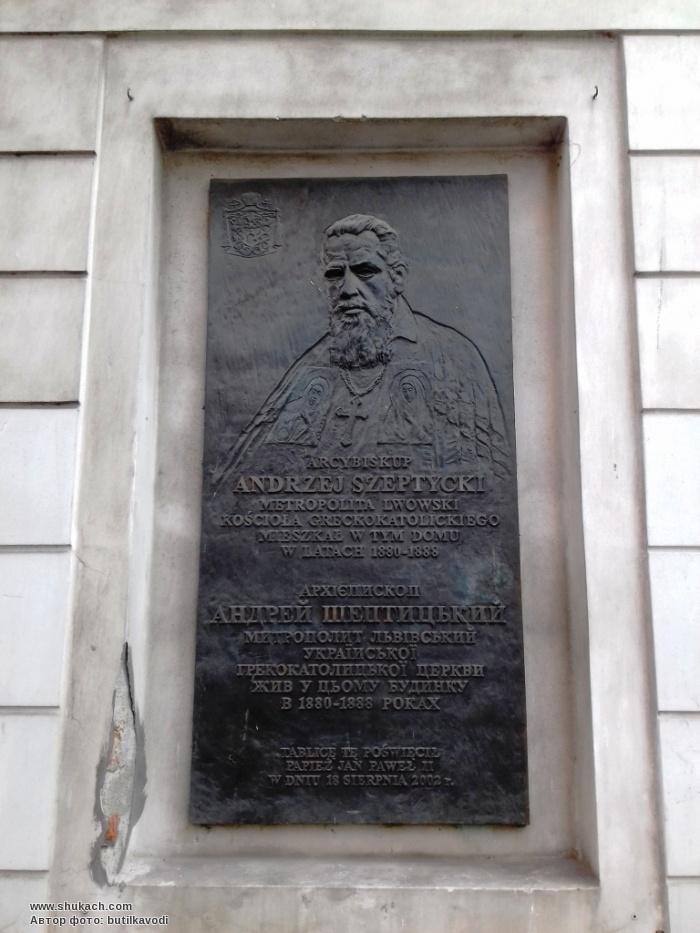 ARCYBISKUP
ANDRZEJ SZEPTYCKI
METROPOLITA LWOWSKI
KOŚCIOŁA GRECKOKATOLICKIEGO
MIESZKAŁ W TYM DOMU
W LATACH 1880-1888
АРХІЄПИСКОП
АНДРЕЙ ШЕПТИЦЬКИЙ
МИТРОПОЛИТ ЛЬВІВСЬКИЙ
УКРАЇНСЬКОЇ
ГРЕКОКАТОЛИЦЬКОЇ ЦЕРКВИ
ЖИВ У ЦЬОМУ БУДИНКУ
В 1880-1888 РОКАХ
TABLICĘ TĘ POŚWIĘCIŁ
PAPIEŻ JAN PAWEŁ II
W DNIU 18 SIERPNIA 2002 r.
www.shukach.com
Автор фото: butilkavodi